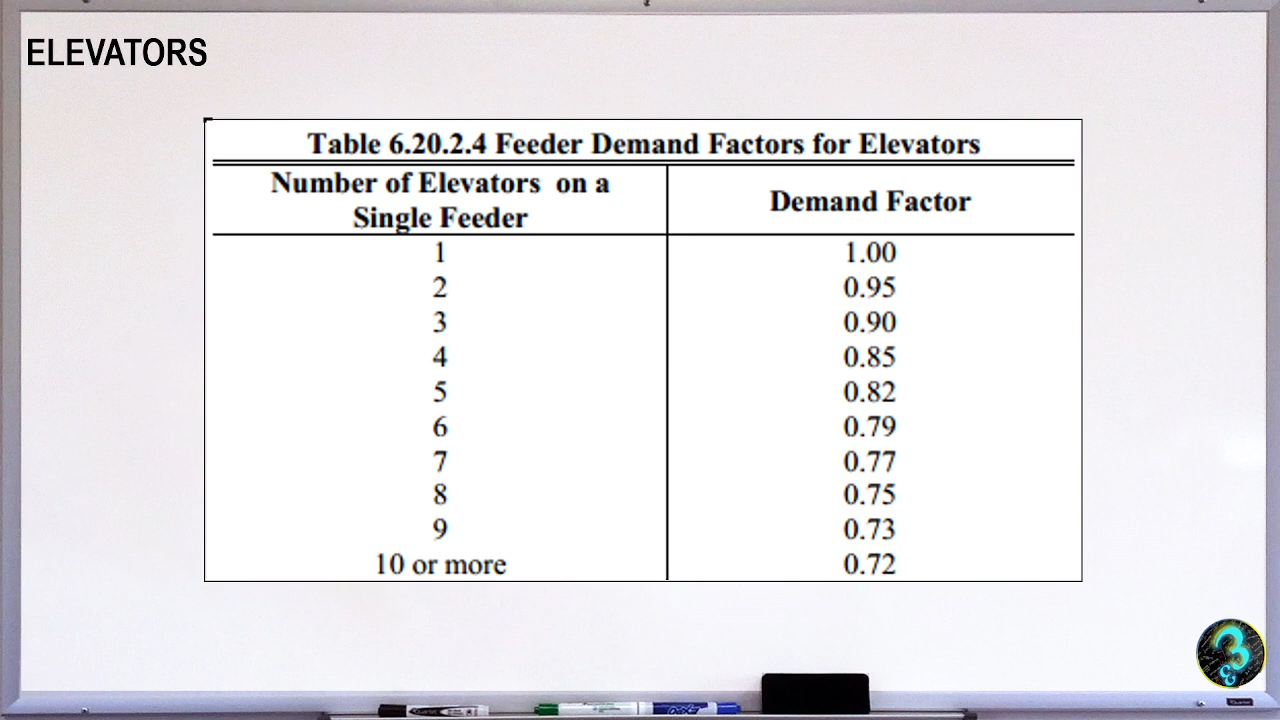 ELEVATORS
Table 6.20.2.4 Feeder Demand Factors for Elevators
Number of Elevators on a
Single Feeder
Demand Factor
1 1.00
2 0.95
3 0.90
4 0.85
5 0.82
6 0.79
7 0.77
8 0.75
9 0.73
10 or more 0.72